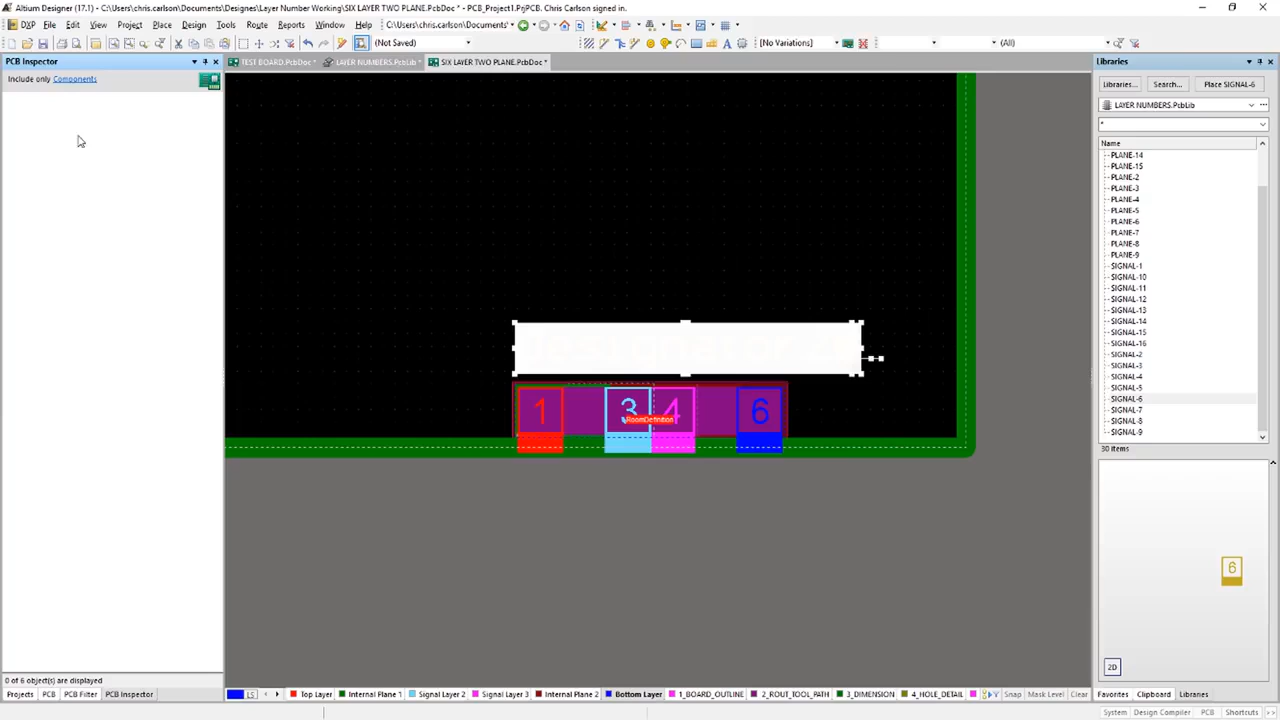 Altium Designer (17.1) - C:\Users\chris.carlson\Documents\Designes\Layer Number Working\SIX LAYER TWO PLANE.PcbDoc * - PCB_Project1.PrjPCB. Chris Carlson signed in.
DXP File Edit View Project Place Design Tools Route Reports Window Help C:\Users\chris.carlson\Documents'
(Not Saved) [No Variations] (All)
PCB Inspector
TEST BOARD.PcbDoc * LAYER NUMBERS.PcbLib * SIX LAYER TWO PLANE.PcbDoc *
Libraries
Include only Components
Libraries... Search... Place SIGNAL-6
LAYER NUMBERS.PcbLib
*
Name
PLANE-14
PLANE-15
PLANE-2
PLANE-3
PLANE-4
PLANE-5
PLANE-6
PLANE-7
PLANE-8
PLANE-9
SIGNAL-1
SIGNAL-10
SIGNAL-11
SIGNAL-12
SIGNAL-13
SIGNAL-14
SIGNAL-15
SIGNAL-16
SIGNAL-2
SIGNAL-3
SIGNAL-4
SIGNAL-5
SIGNAL-6
SIGNAL-7
SIGNAL-8
SIGNAL-9
30 items
1 3 4 6
RoomDefinition
6
2D
0 of 6 object(s) are displayed
Projects PCB PCB Filter PCB Inspector
LS Top Layer Internal Plane 1 Signal Layer 2 Signal Layer 3 Internal Plane 2 Bottom Layer 1_BOARD_OUTLINE 2_ROUT_TOOL_PATH 3_DIMENSION 4_HOLE_DETAIL Snap Mask Level Clear
Favorites Clipboard Libraries
System Design Compiler PCB Shortcuts >>